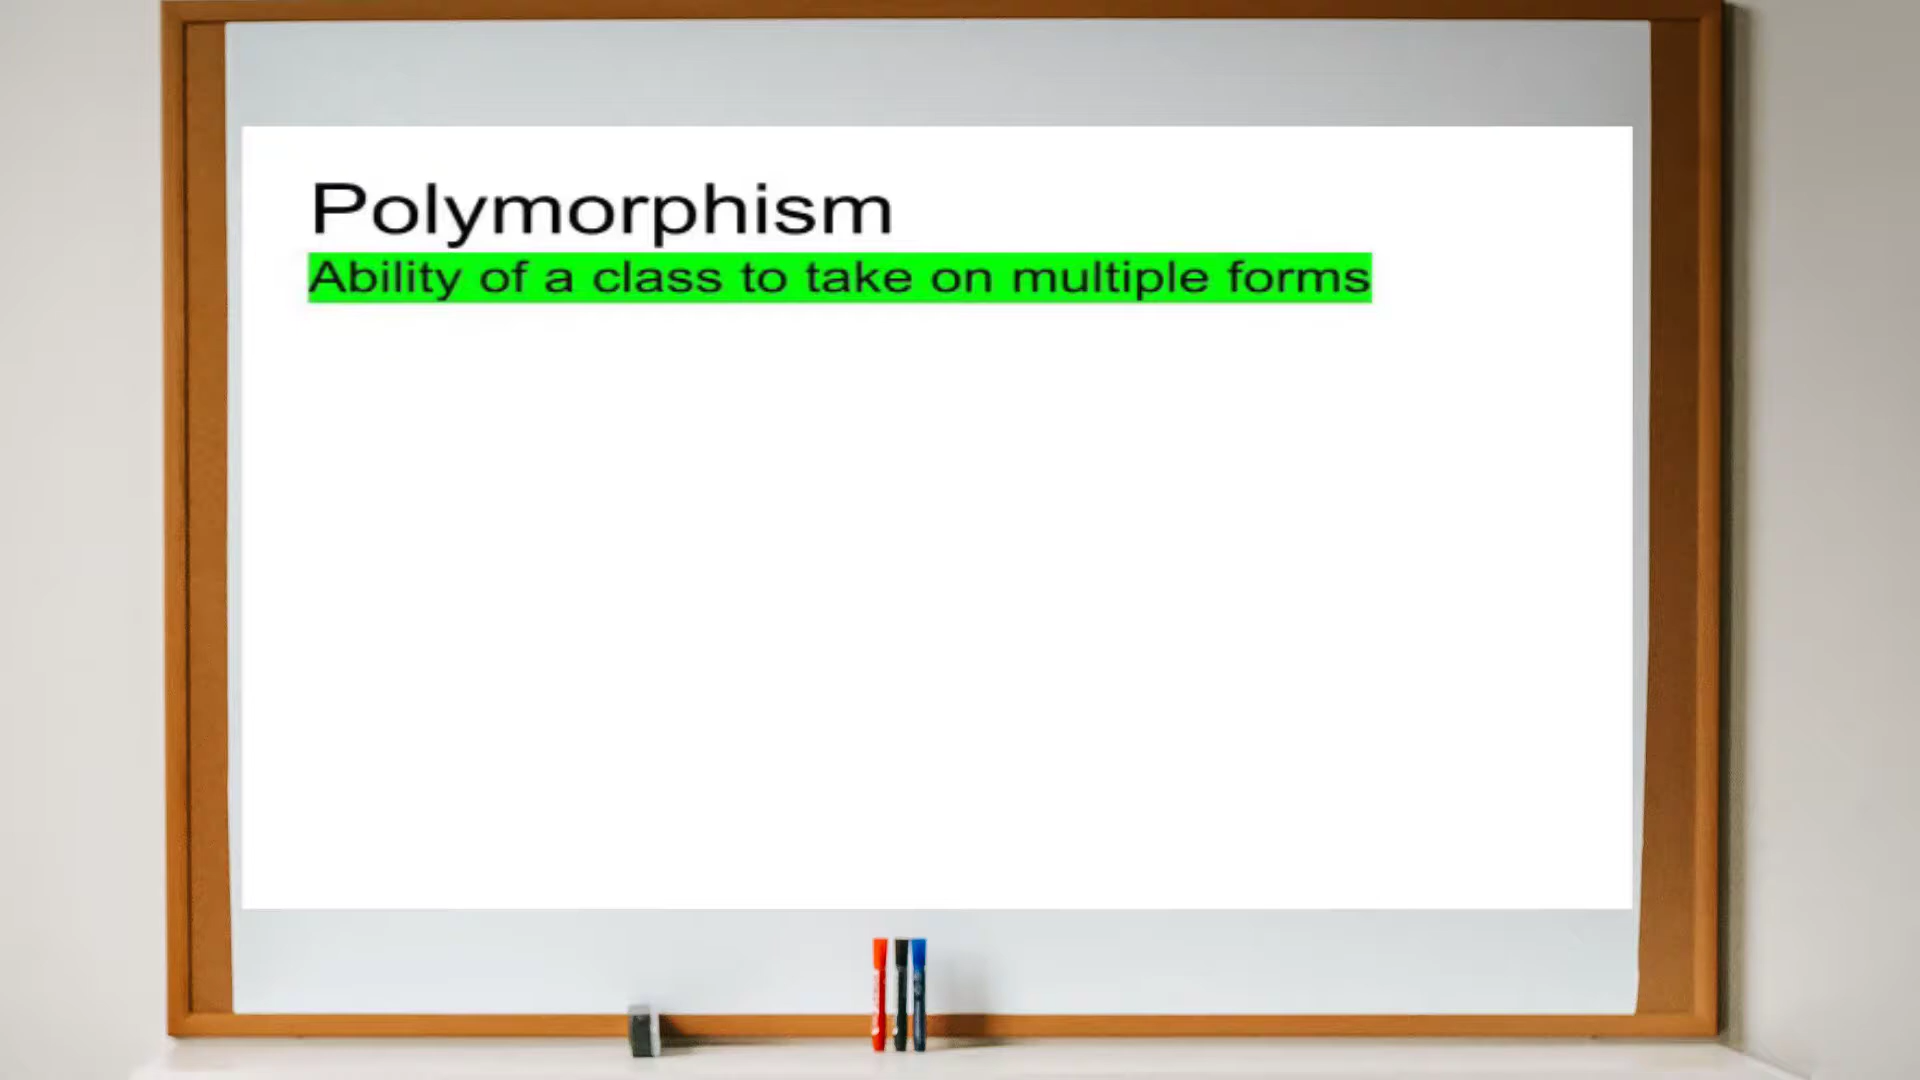 Polymorphism
Ability of a class to take on multiple forms